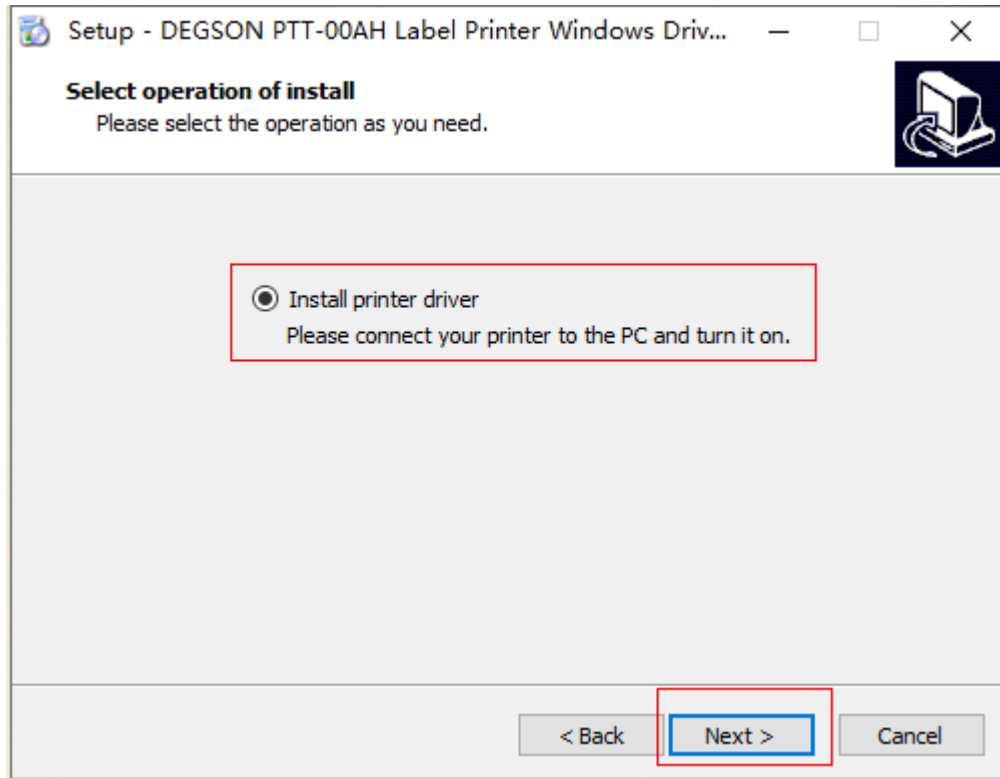 Setup - DEGSON PTT-00AH Label Printer Windows Driv...
Select operation of install
Please select the operation as you need.
Install printer driver
Please connect your printer to the PC and turn it on.
< Back Next > Cancel